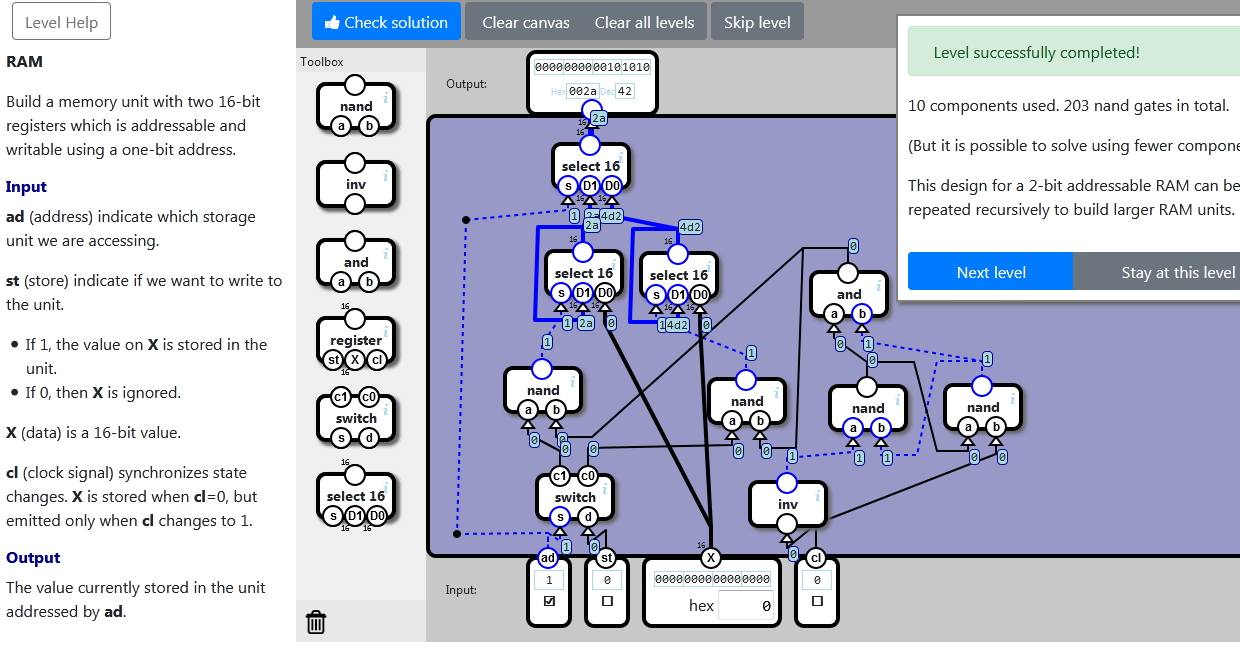 Level Help
Check solution
Clear canvas
Clear all levels
Skip level
RAM
Build a memory unit with two 16-bit
registers which is addressable and
writable using a one-bit address.
Input
ad (address) indicate which storage
unit we are accessing.
st (store) indicate if we want to write to
the unit.
If 1, the value on X is stored in the
unit.
If 0, then X is ignored.
X (data) is a 16-bit value.
cl (clock signal) synchronizes state
changes. X is stored when cl=0, but
emitted only when cl changes to 1.
Output
The value currently stored in the unit
addressed by ad.
Toolbox
nand
a b
inv
and
a b
16
register
st X cl
16
c1 c0
switch
s d
16
select 16
s D1 D0
16 16
Output:
0000000000101010
Hex 002a Dec 42
16 2a
16
select 16
s D1 D0
16 16
1 4d2
2a
4d2
16
select 16
s D1 D0
16 16
1 2a 0
16
select 16
s D1 D0
16 16
1 4d2 0
0
and
a b
0 1
0
1
1
nand
a b
0 0
1
nand
a b
0 0
nand
a b
1 1
nand
a b
0 0
0 0
c1 c0
switch
s d
1 0
1
inv
0
Input:
ad
1
st
0
16 X
0000000000000000
hex 0
cl
0
Level successfully completed!
10 components used. 203 nand gates in total.
(But it is possible to solve using fewer compone
This design for a 2-bit addressable RAM can be
repeated recursively to build larger RAM units.
Next level
Stay at this level